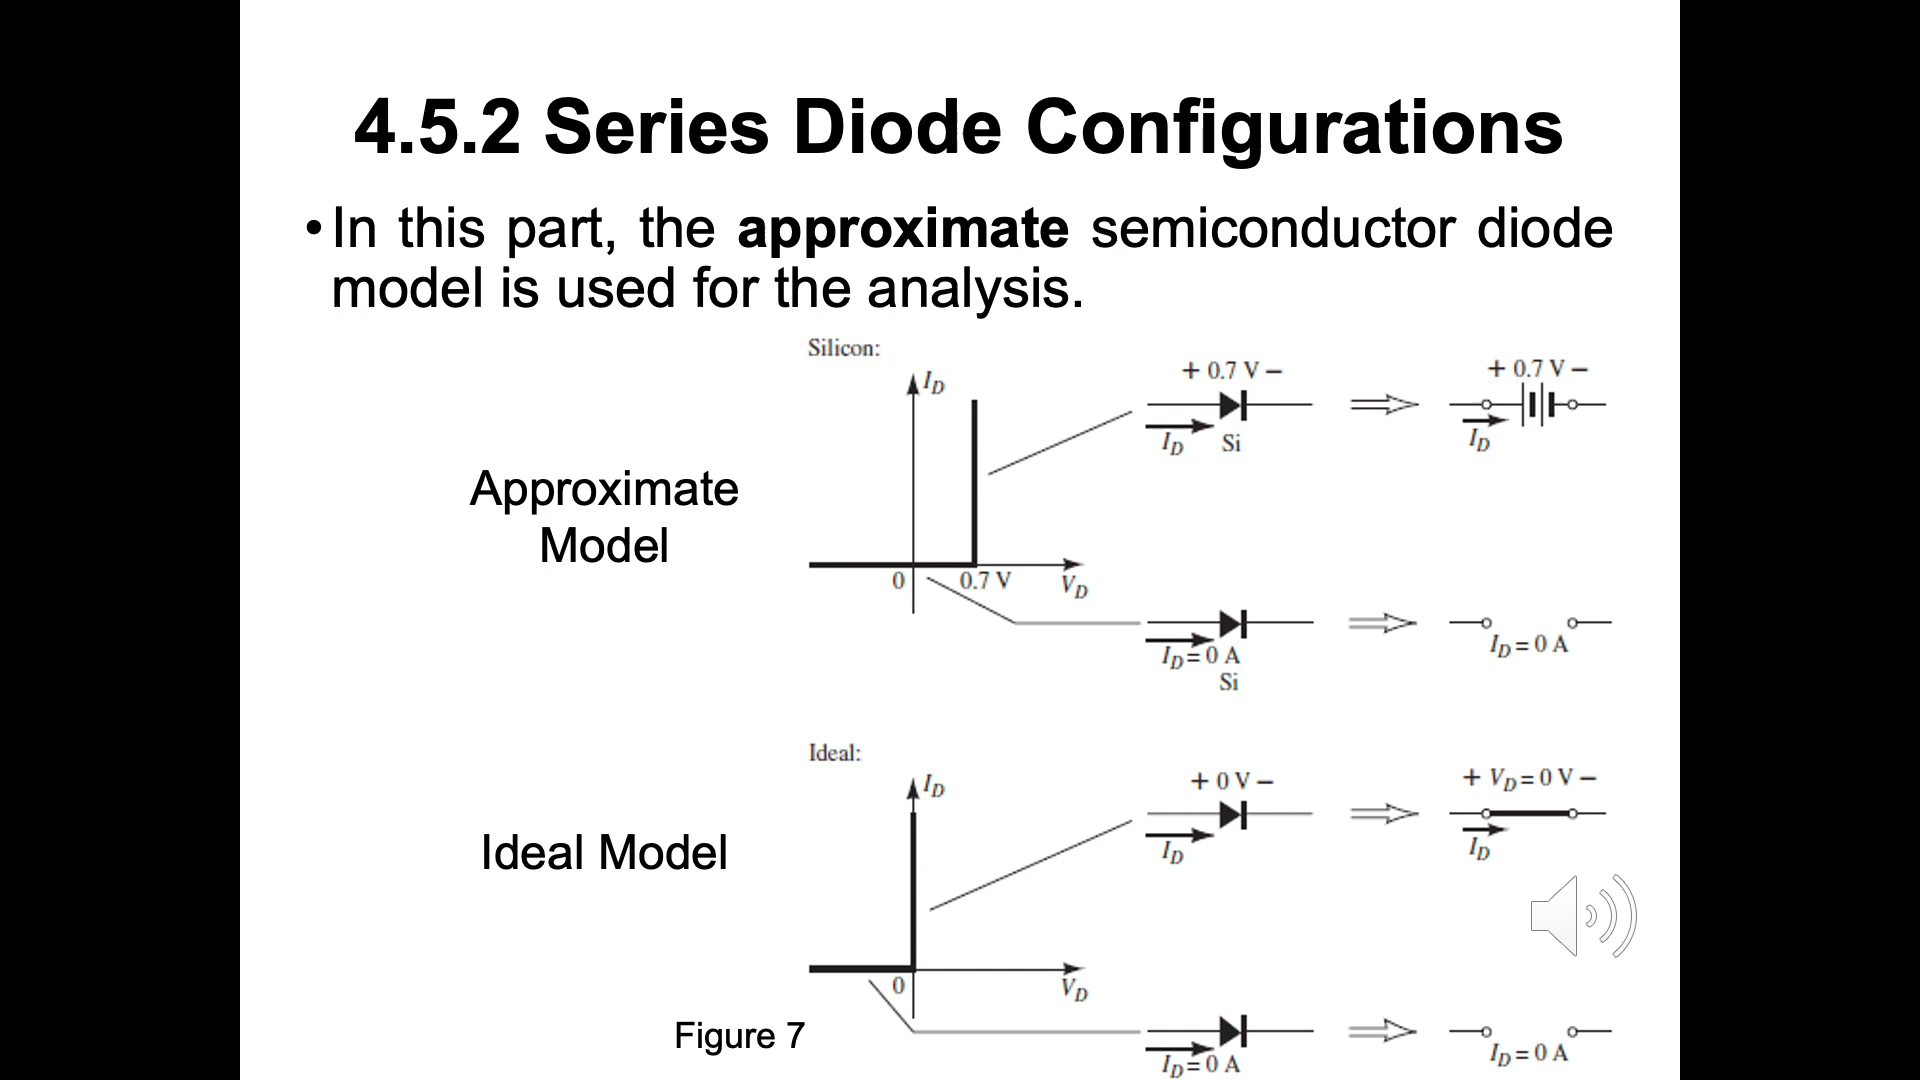 4.5.2 Series Diode Configurations
• In this part, the approximate semiconductor diode
model is used for the analysis.
Silicon:
I_D
+ 0.7 V −
+ 0.7 V −
I_D
Si
I_D
Approximate
Model
0
0.7 V
V_D
I_D = 0 A
Si
I_D = 0 A
Ideal:
I_D
+ 0 V −
+ V_D = 0 V −
I_D
I_D
Ideal Model
0
V_D
Figure 7
I_D = 0 A
I_D = 0 A